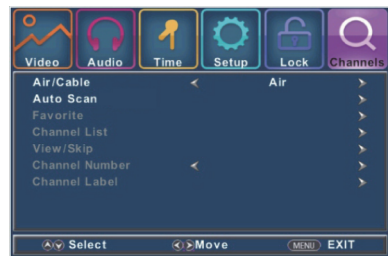 Video Audio Time Setup Lock Channels
Air/Cable Air
Auto Scan
Favorite
Channel List
View/Skip
Channel Number
Channel Label
Select Move MENU EXIT